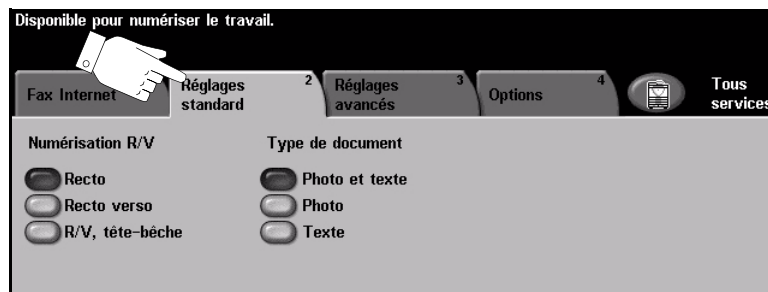 Disponible pour numériser le travail.
Fax Internet
Réglages standard 2
Réglages avancés 3
Options 4
Tous services
Numérisation R/V
Recto
Recto verso
R/V, tête-bêche
Type de document
Photo et texte
Photo
Texte